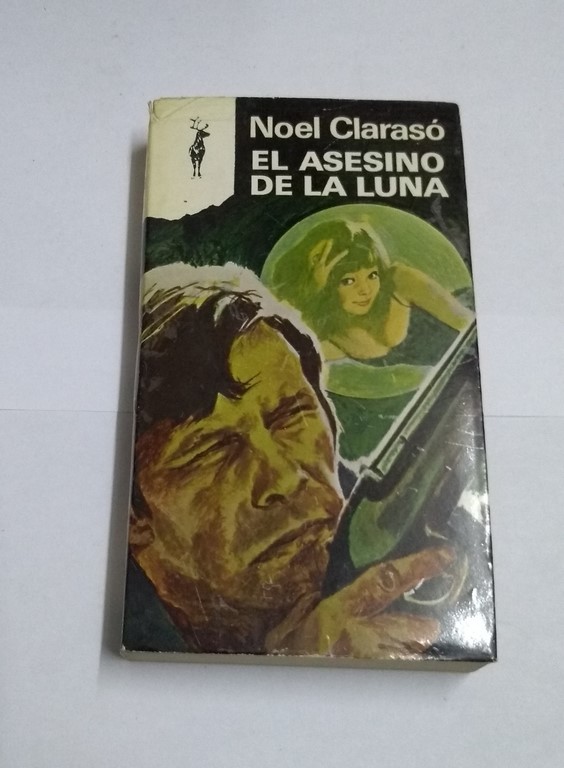 Noel Clarasó
EL ASESINO
DE LA LUNA